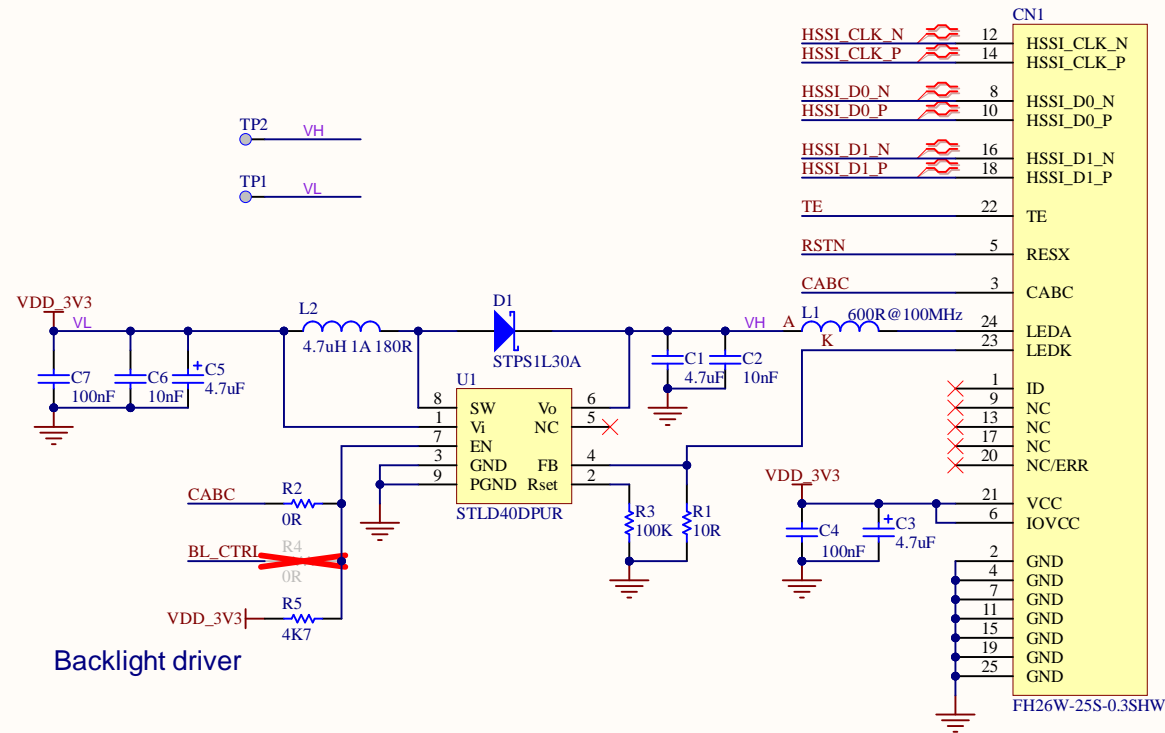 CN1
HSSI_CLK_N
12
HSSI_CLK_N
HSSI_CLK_P
14
HSSI_CLK_P
HSSI_D0_N
8
HSSI_D0_N
HSSI_D0_P
10
HSSI_D0_P
HSSI_D1_N
16
HSSI_D1_N
HSSI_D1_P
18
HSSI_D1_P
TE
22
TE
RSTN
5
RESX
CABC
3
CABC
24
LEDA
23
LEDK
1
ID
9
NC
13
NC
17
NC
20
NC/ERR
21
VCC
6
IOVCC
2
GND
4
GND
7
GND
11
GND
15
GND
19
GND
25
GND
FH26W-25S-0.3SHW
TP2
VH
TP1
VL
VDD_3V3
VL
L2
4.7uH 1A 180R
D1
STPS1L30A
VH
A
L1
600R@100MHz
K
C7
100nF
C6
10nF
C5
4.7uF
+
C1
4.7uF
C2
10nF
U1
8
SW
Vo
6
1
Vi
NC
5
7
EN
3
GND
FB
4
9
PGND
Rset
2
STLD40DPUR
CABC
R2
0R
BL_CTRL
R4
0R
VDD_3V3
R5
4K7
R3
100K
R1
10R
VDD_3V3
C4
100nF
C3
4.7uF
+
Backlight driver